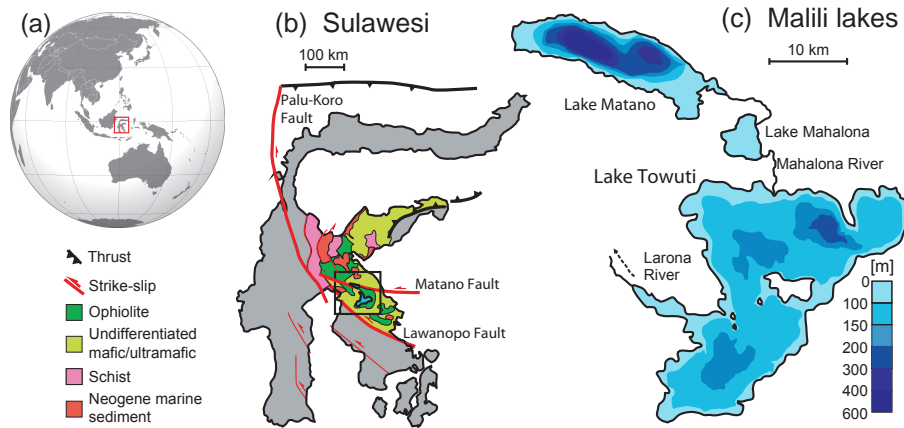 (a)
(b) Sulawesi
100 km
Palu-Koro
Fault
Matano Fault
Lawanopo Fault
Thrust
Strike-slip
Ophiolite
Undifferentiated
mafic/ultramafic
Schist
Neogene marine
sediment
(c) Malili lakes
10 km
Lake Matano
Lake Mahalona
Mahalona River
Lake Towuti
Larona
River
[m]
0
100
150
200
300
400
600